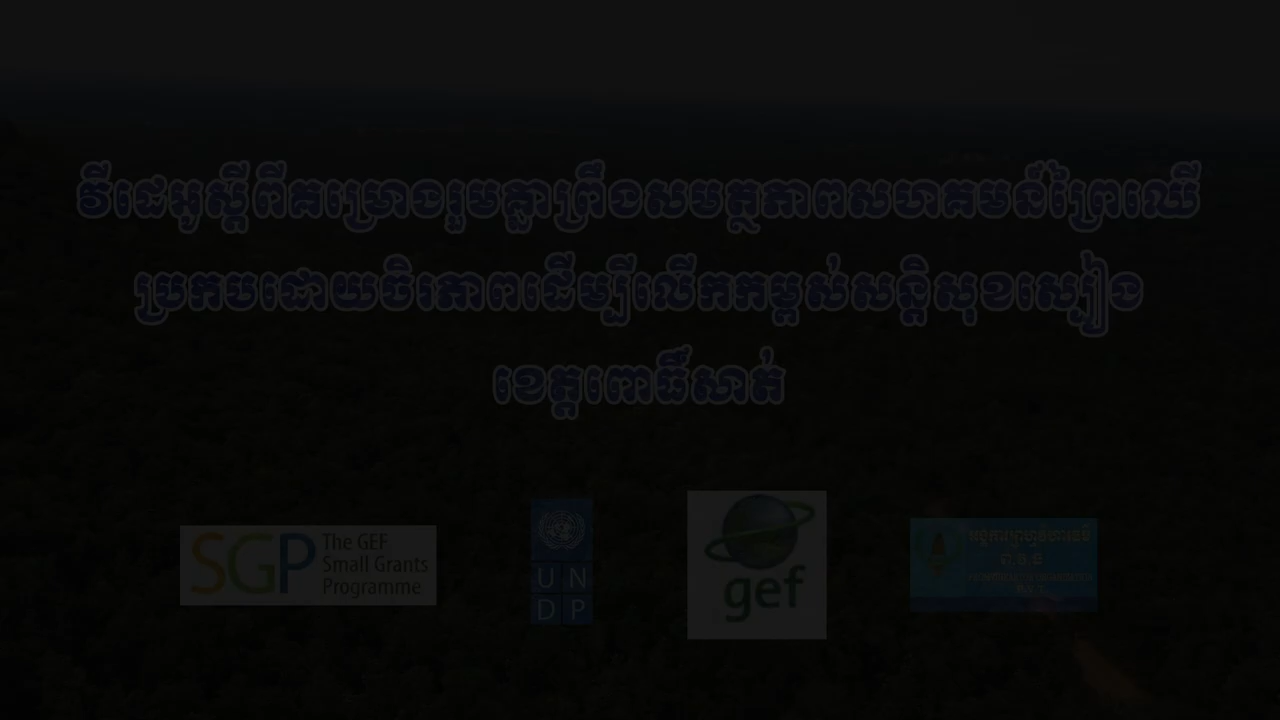 វីដេអូស្តីពីគម្រោងរួមគ្នាពង្រឹងសមត្ថភាពសហគមន៍ព្រៃឈើ
ប្រកបដោយចិរភាពដើម្បីលើកកម្ពស់សន្តិសុខស្បៀង
ខេត្តពោធិ៍សាត់
SGP The GEF
Small Grants
Programme
U N
D P
gef